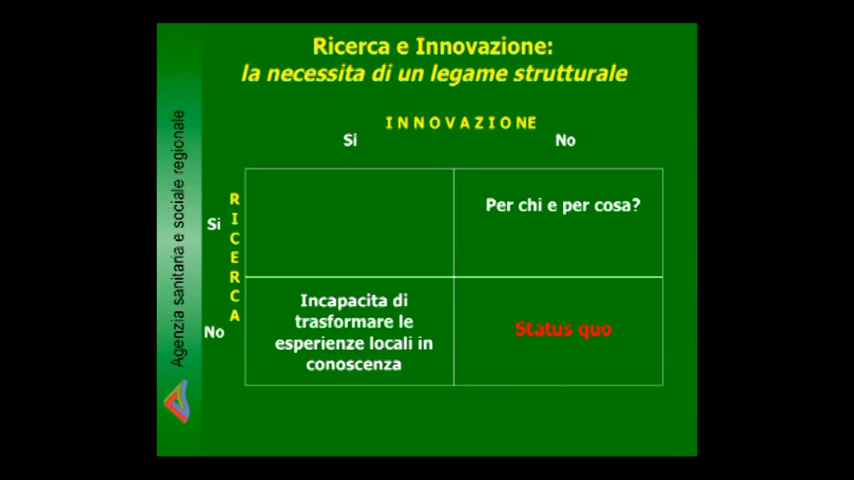 Ricerca e Innovazione:
la necessita di un legame strutturale
INNOVAZIONE
Si
No
RICERCA
Si
Per chi e per cosa?
No
Incapacita di
trasformare le
esperienze locali in
conoscenza
Status quo
Agenzia sanitaria e sociale regionale